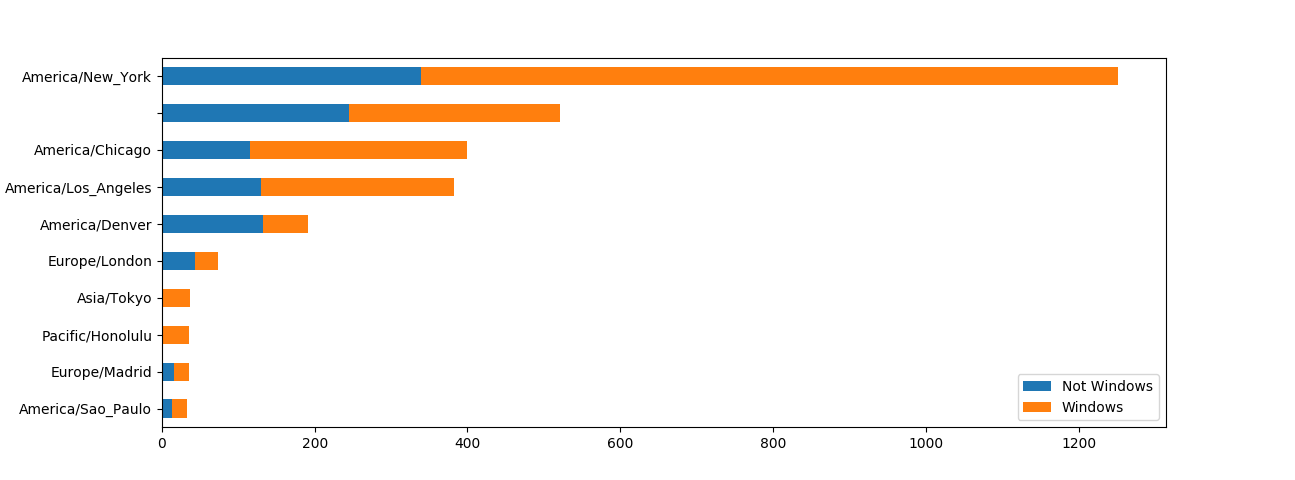 America/New_York
America/Chicago
America/Los_Angeles
America/Denver
Europe/London
Asia/Tokyo
Pacific/Honolulu
Europe/Madrid
America/Sao_Paulo
Not Windows
Windows
0 200 400 600 800 1000 1200